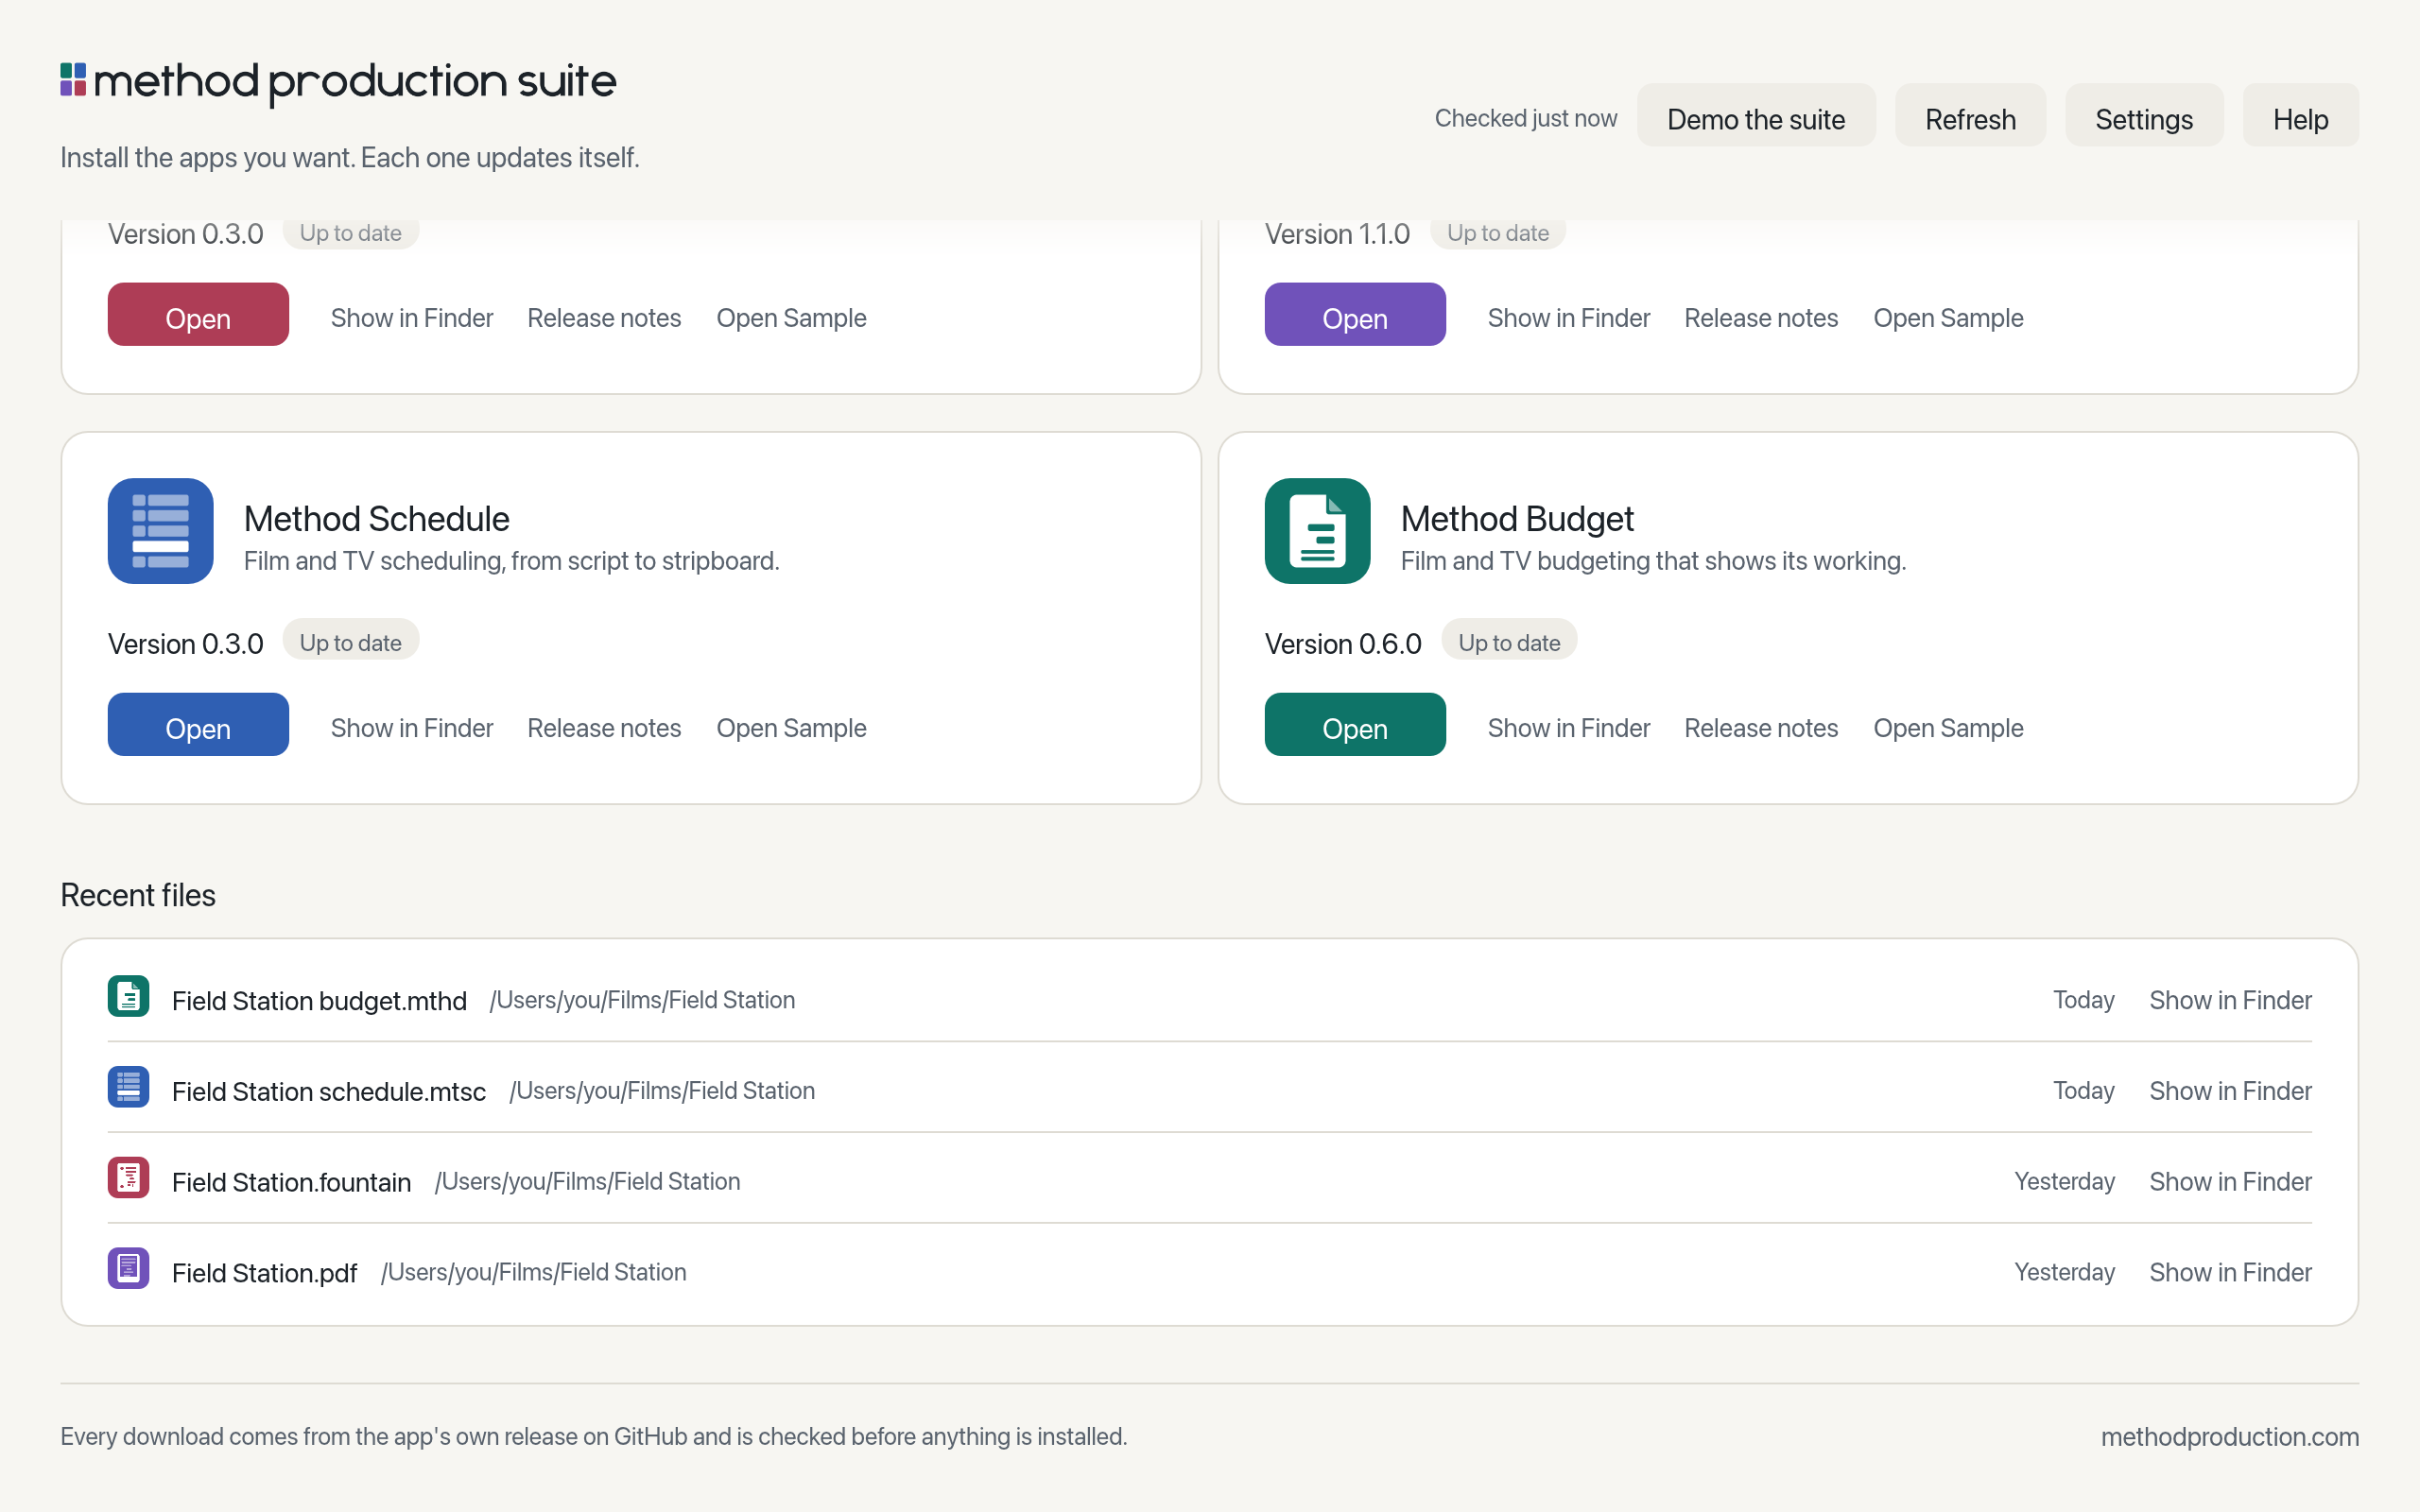 method production suite
Install the apps you want. Each one updates itself.
Checked just now
Demo the suite
Refresh
Settings
Help
Version 0.3.0 Up to date
Open Show in Finder Release notes Open Sample
Version 1.1.0 Up to date
Open Show in Finder Release notes Open Sample
Method Schedule
Film and TV scheduling, from script to stripboard.
Version 0.3.0 Up to date
Open Show in Finder Release notes Open Sample
Method Budget
Film and TV budgeting that shows its working.
Version 0.6.0 Up to date
Open Show in Finder Release notes Open Sample
Recent files
Field Station budget.mthd /Users/you/Films/Field Station Today Show in Finder
Field Station schedule.mtsc /Users/you/Films/Field Station Today Show in Finder
Field Station.fountain /Users/you/Films/Field Station Yesterday Show in Finder
Field Station.pdf /Users/you/Films/Field Station Yesterday Show in Finder
Every download comes from the app's own release on GitHub and is checked before anything is installed.
methodproduction.com